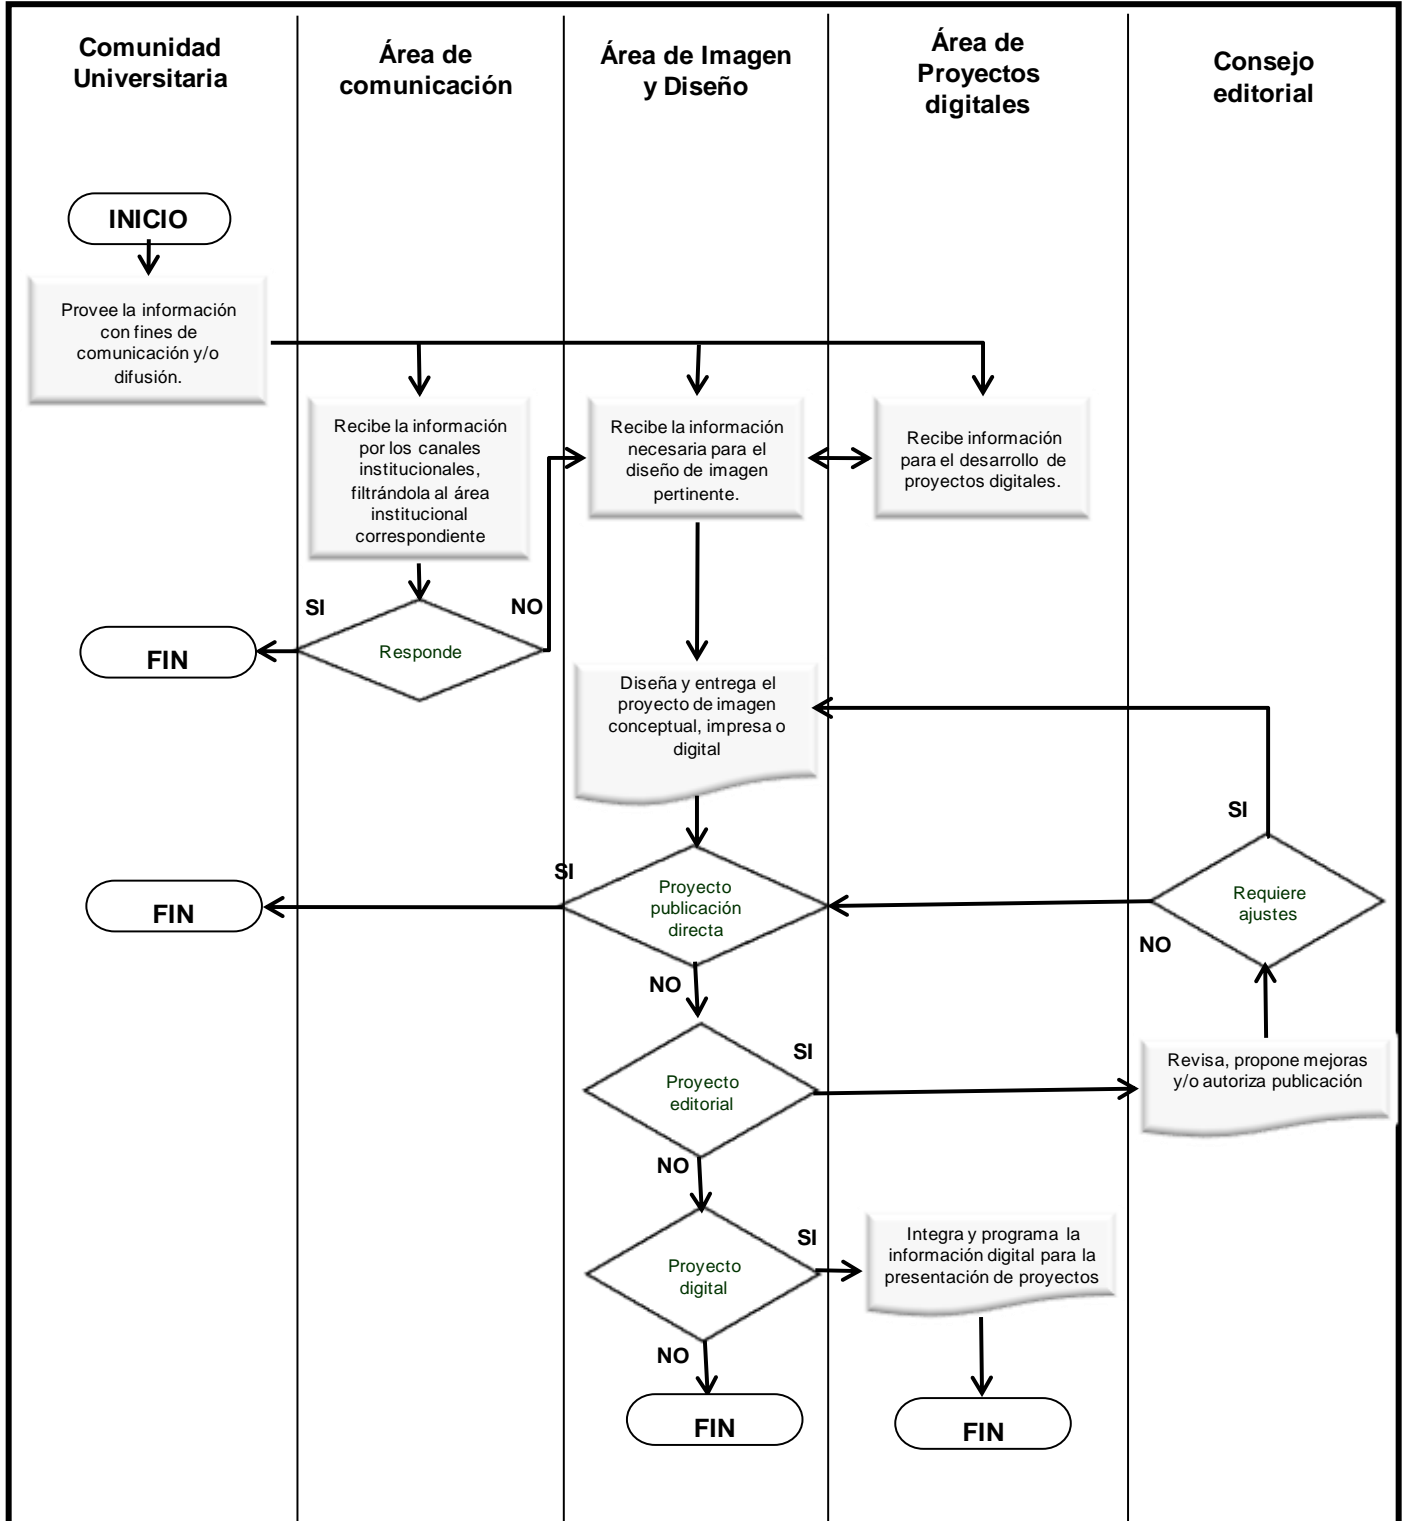 Comunidad
Universitaria
Área de
comunicación
Área de Imagen
y Diseño
Área de
Proyectos
digitales
Consejo
editorial
INICIO
Provee la información
con fines de
comunicación y/o
difusión.
Recibe la información
por los canales
institucionales,
filtrándola al área
institucional
correspondiente
Recibe la información
necesaria para el
diseño de imagen
pertinente.
Recibe información
para el desarrollo de
proyectos digitales.
SI
NO
Responde
FIN
Diseña y entrega el
proyecto de imagen
conceptual, impresa o
digital
SI
SI
Proyecto
publicación
directa
Requiere
ajustes
FIN
NO
NO
SI
Proyecto
editorial
Revisa, propone mejoras
y/o autoriza publicación
NO
SI
Proyecto
digital
Integra y programa la
información digital para la
presentación de proyectos
NO
FIN
FIN